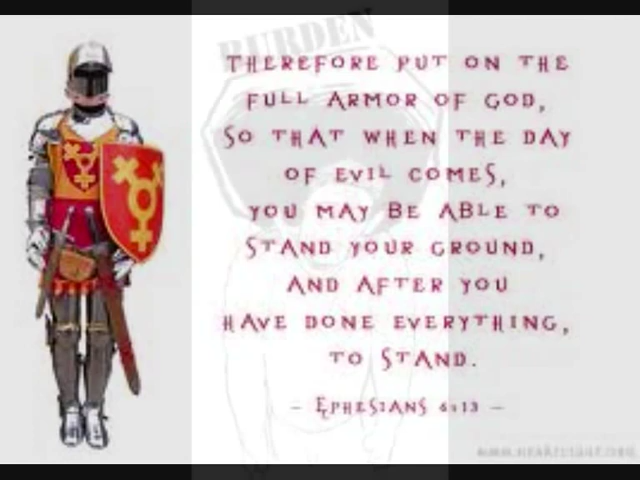 BURDEN
THEREFORE PUT ON THE
FULL ARMOR OF GOD,
SO THAT WHEN THE DAY
OF EVIL COMES,
YOU MAY BE ABLE TO
STAND YOUR GROUND,
AND AFTER YOU
HAVE DONE EVERYTHING,
TO STAND.
- EPHESIANS 6:13 -